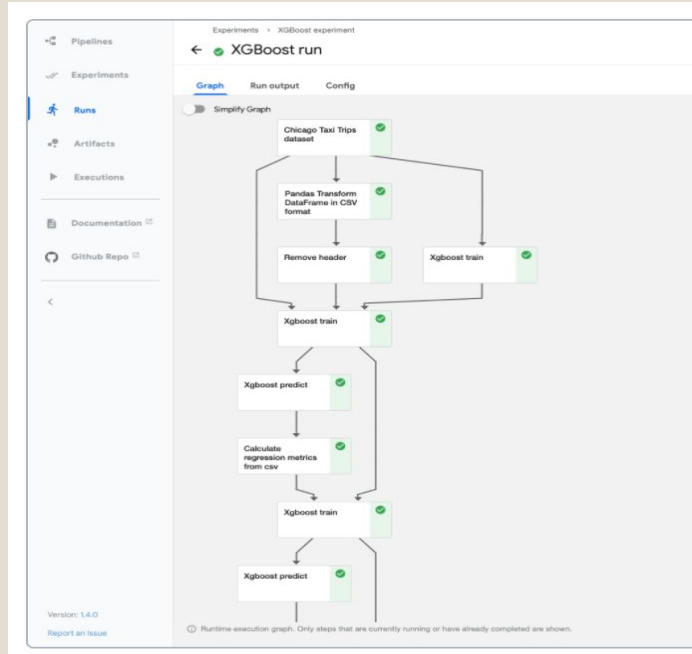 Experiments > XGBoost experiment
XGBoost run
Pipelines
Experiments
Runs
Artifacts
Executions
Documentation
Github Repo
Version: 1.4.0
Report an Issue
Graph Run output Config
Simplify Graph
Chicago Taxi Trips
dataset
Pandas Transform
DataFrame in CSV
format
Remove header
Xgboost train
Xgboost train
Xgboost predict
Calculate
regression metrics
from csv
Xgboost train
Xgboost predict
Runtime execution graph. Only steps that are currently running or have already completed are shown.